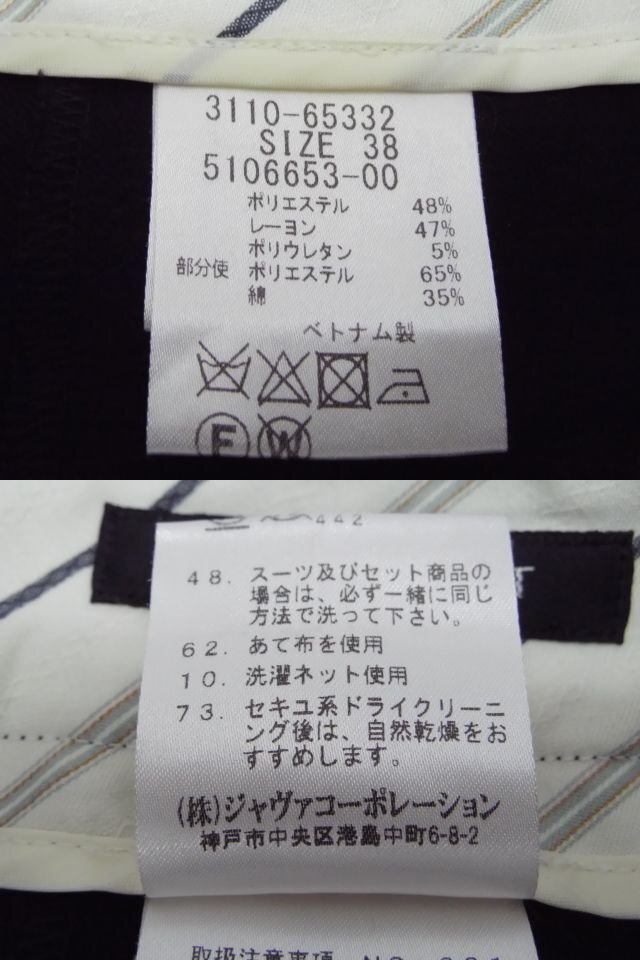 3110-65332
SIZE 38
5106653-00
ポリエステル 48%
レーヨン 47%
ポリウレタン 5%
部分使 ポリエステル 65%
綿 35%
ベトナム製
F W
442
48. スーツ及びセット商品の
場合は、必ず一緒に同じ
方法で洗って下さい。
62. あて布を使用
10. 洗濯ネット使用
73. セキユ系ドライクリーニ
ング後は、自然乾燥をお
すすめします。
(株)ジャヴァコーポレーション
神戸市中央区港島中町6-8-2
取扱注意事項